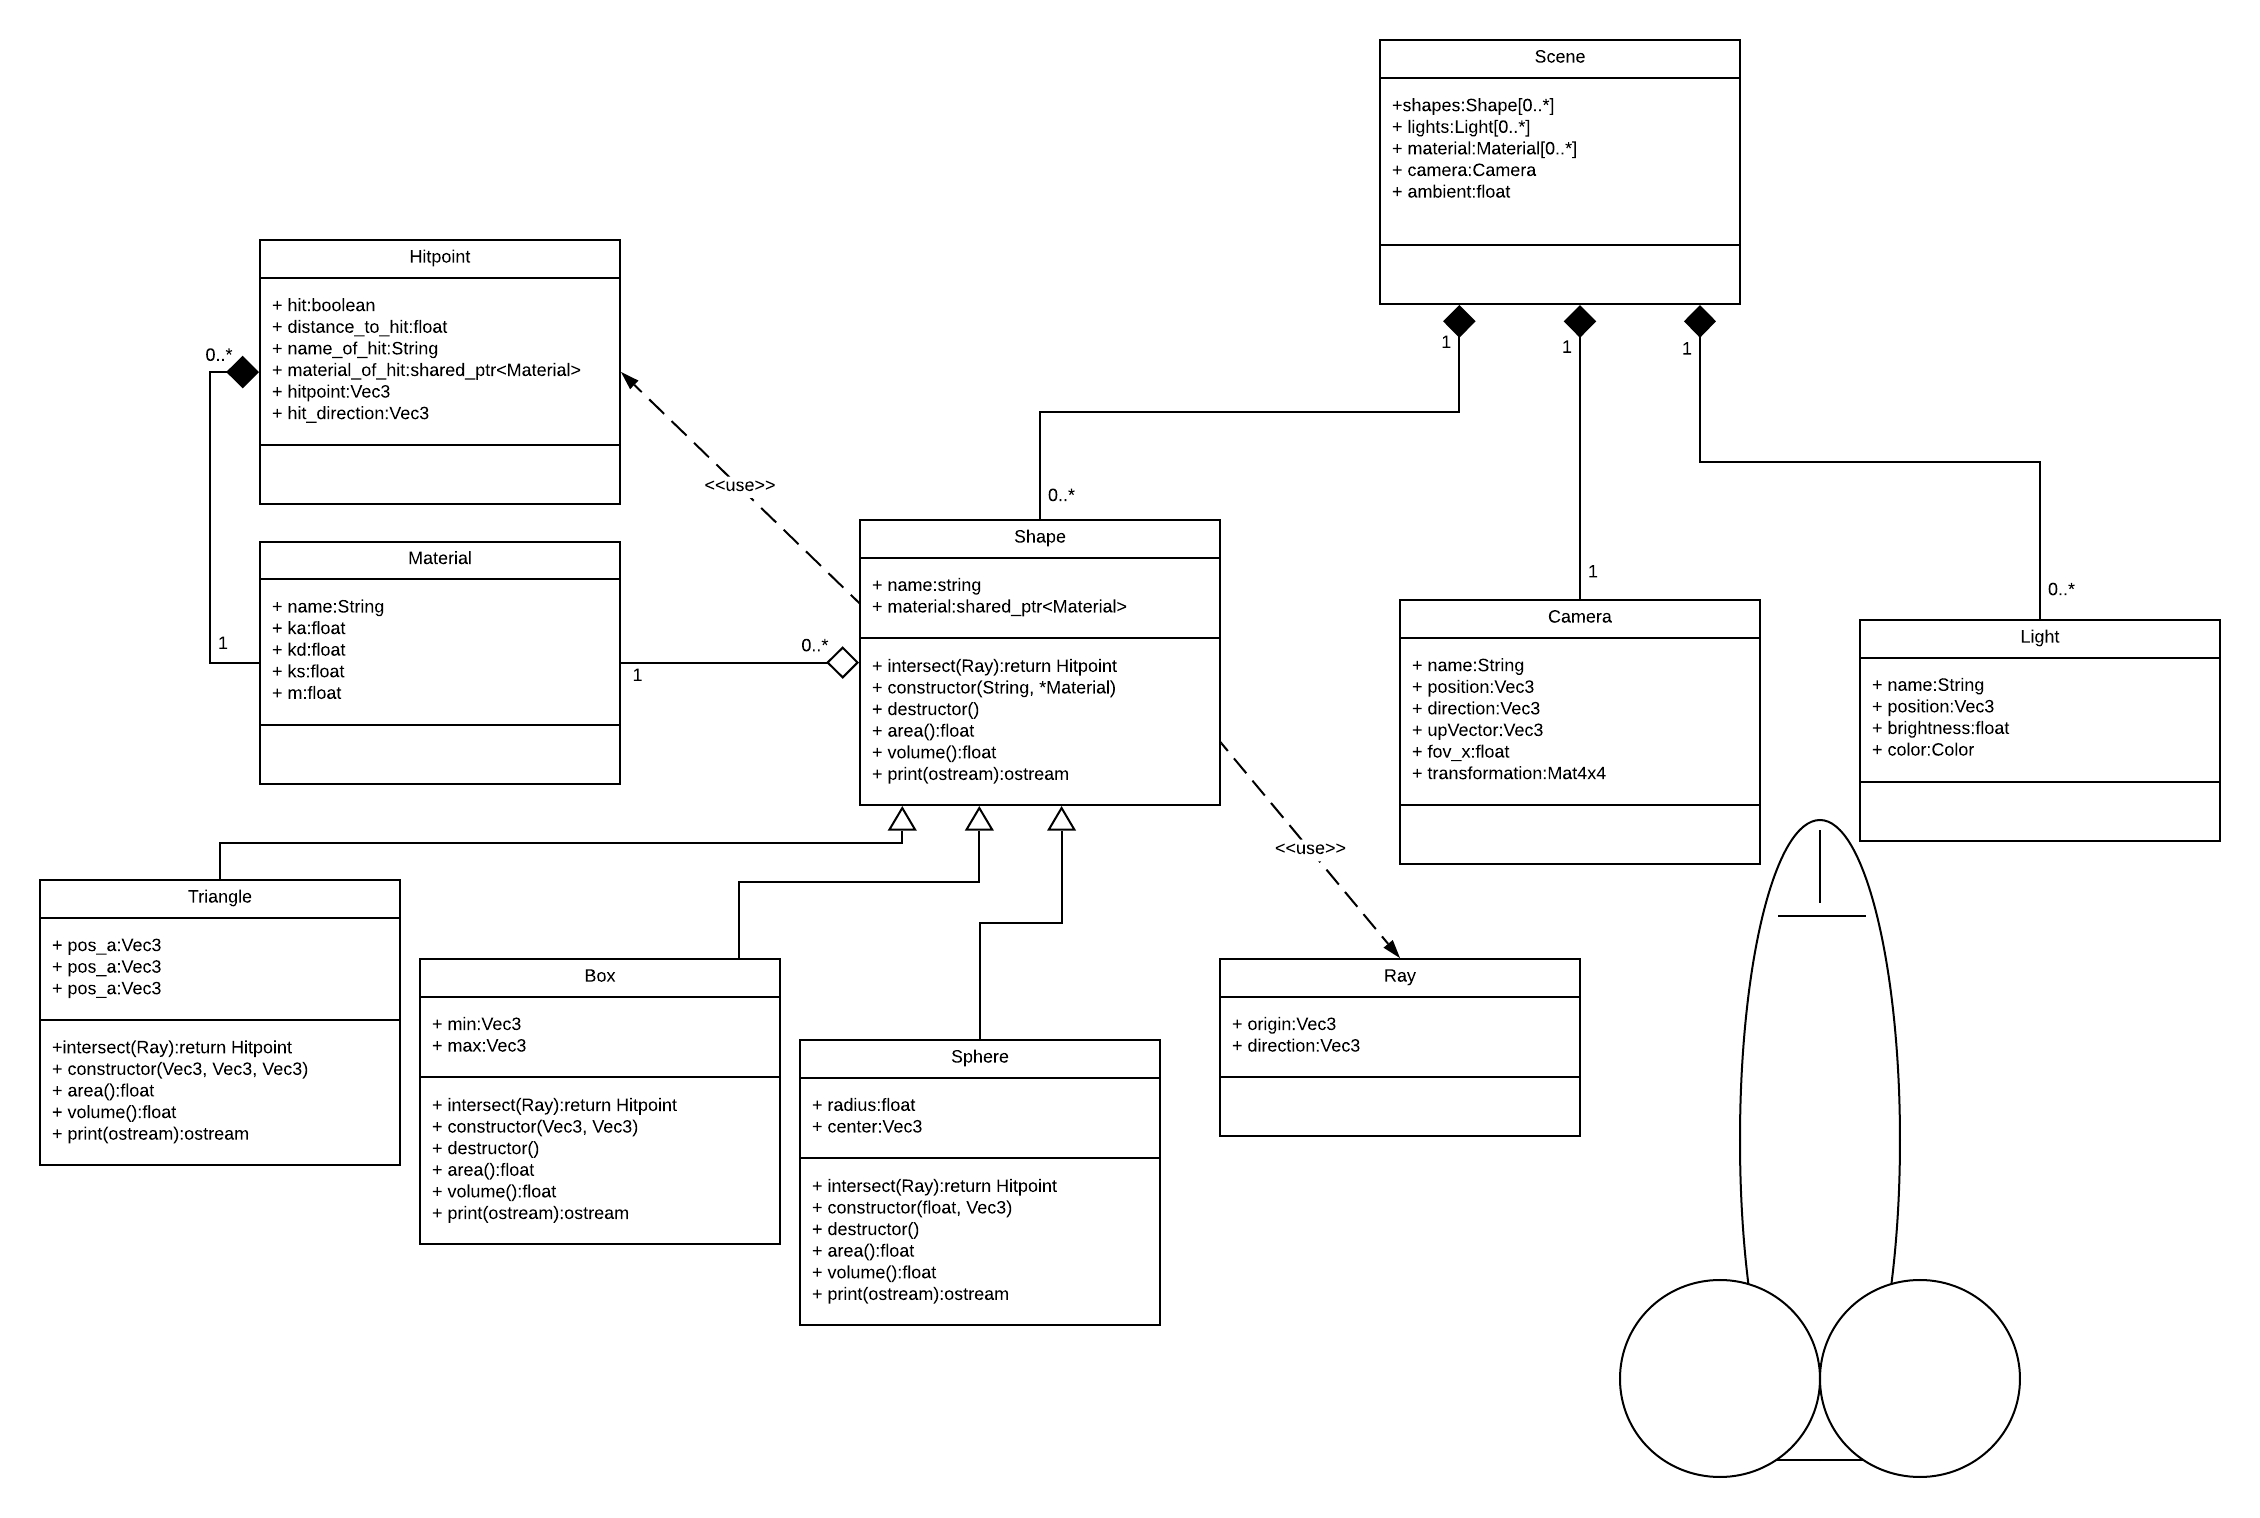 Scene
+shapes:Shape[0..*]
+ lights:Light[0..*]
+ material:Material[0..*]
+ camera:Camera
+ ambient:float
1
1
1
Hitpoint
+ hit:boolean
+ distance_to_hit:float
+ name_of_hit:String
+ material_of_hit:shared_ptr<Material>
+ hitpoint:Vec3
+ hit_direction:Vec3
0..*
<<use>>
0..*
Material
+ name:String
+ ka:float
+ kd:float
+ ks:float
+ m:float
1
1
0..*
Shape
+ name:string
+ material:shared_ptr<Material>
+ intersect(Ray):return Hitpoint
+ constructor(String, *Material)
+ destructor()
+ area():float
+ volume():float
+ print(ostream):ostream
1
Camera
+ name:String
+ position:Vec3
+ direction:Vec3
+ upVector:Vec3
+ fov_x:float
+ transformation:Mat4x4
0..*
Light
+ name:String
+ position:Vec3
+ brightness:float
+ color:Color
<<use>>
Triangle
+ pos_a:Vec3
+ pos_a:Vec3
+ pos_a:Vec3
+intersect(Ray):return Hitpoint
+ constructor(Vec3, Vec3, Vec3)
+ area():float
+ volume():float
+ print(ostream):ostream
Box
+ min:Vec3
+ max:Vec3
+ intersect(Ray):return Hitpoint
+ constructor(Vec3, Vec3)
+ destructor()
+ area():float
+ volume():float
+ print(ostream):ostream
Sphere
+ radius:float
+ center:Vec3
+ intersect(Ray):return Hitpoint
+ constructor(float, Vec3)
+ destructor()
+ area():float
+ volume():float
+ print(ostream):ostream
Ray
+ origin:Vec3
+ direction:Vec3